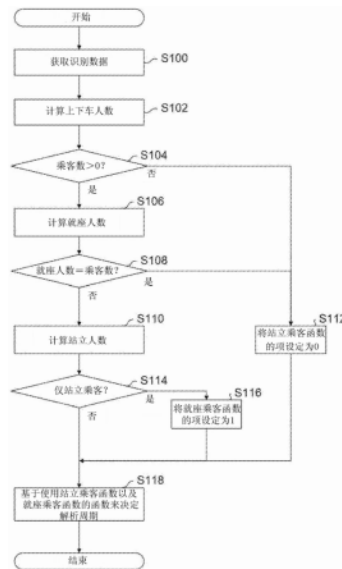 开始
获取识别数据
S100
计算上下车人数
S102
乘客数>0?
S104
否
是
计算就座人数
S106
就座人数=乘客数?
S108
是
否
计算站立人数
S110
将站立乘客函数
的项设定为0
S112
仅站立乘客?
S114
是
否
将就座乘客函数
的项设定为1
S116
基于使用站立乘客函数以及
就座乘客函数的函数来决定
解析周期
S118
结束